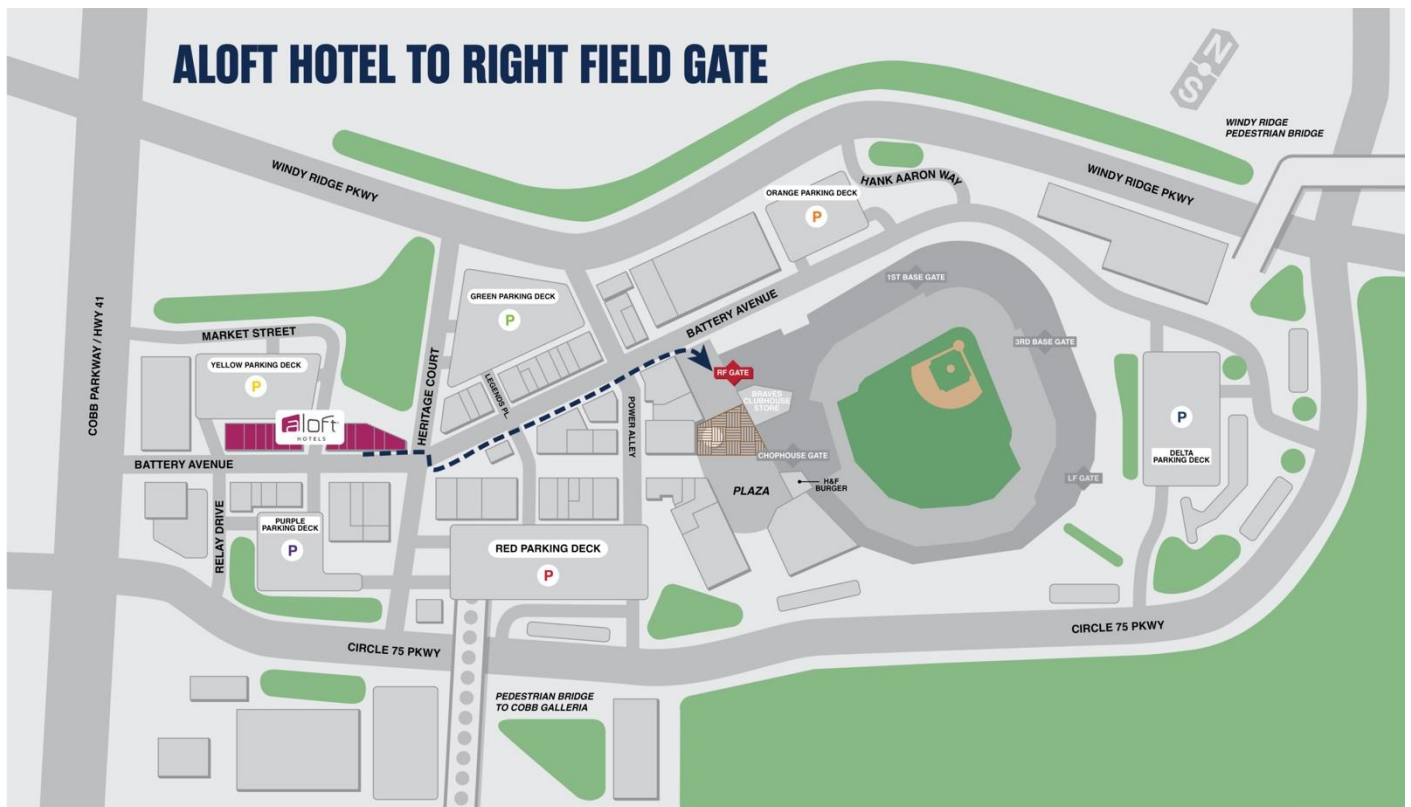 ALOFT HOTEL TO RIGHT FIELD GATE
N
S
WINDY RIDGE
PEDESTRIAN BRIDGE
WINDY RIDGE PKWY
HANK AARON WAY
WINDY RIDGE PKWY
ORANGE PARKING DECK
P
1ST BASE GATE
GREEN PARKING DECK
P
BATTERY AVENUE
COBB PARKWAY / HWY 41
MARKET STREET
3RD BASE GATE
YELLOW PARKING DECK
P
HERITAGE COURT
LEGENDS PL.
RF GATE
BRAVES
CLUBHOUSE
STORE
POWER ALLEY
aloft
HOTELS
P
DELTA
PARKING DECK
BATTERY AVENUE
CHOPHOUSE GATE
LF GATE
H&F
BURGER
PLAZA
RELAY DRIVE
PURPLE
PARKING DECK
P
RED PARKING DECK
P
CIRCLE 75 PKWY
CIRCLE 75 PKWY
PEDESTRIAN BRIDGE
TO COBB GALLERIA